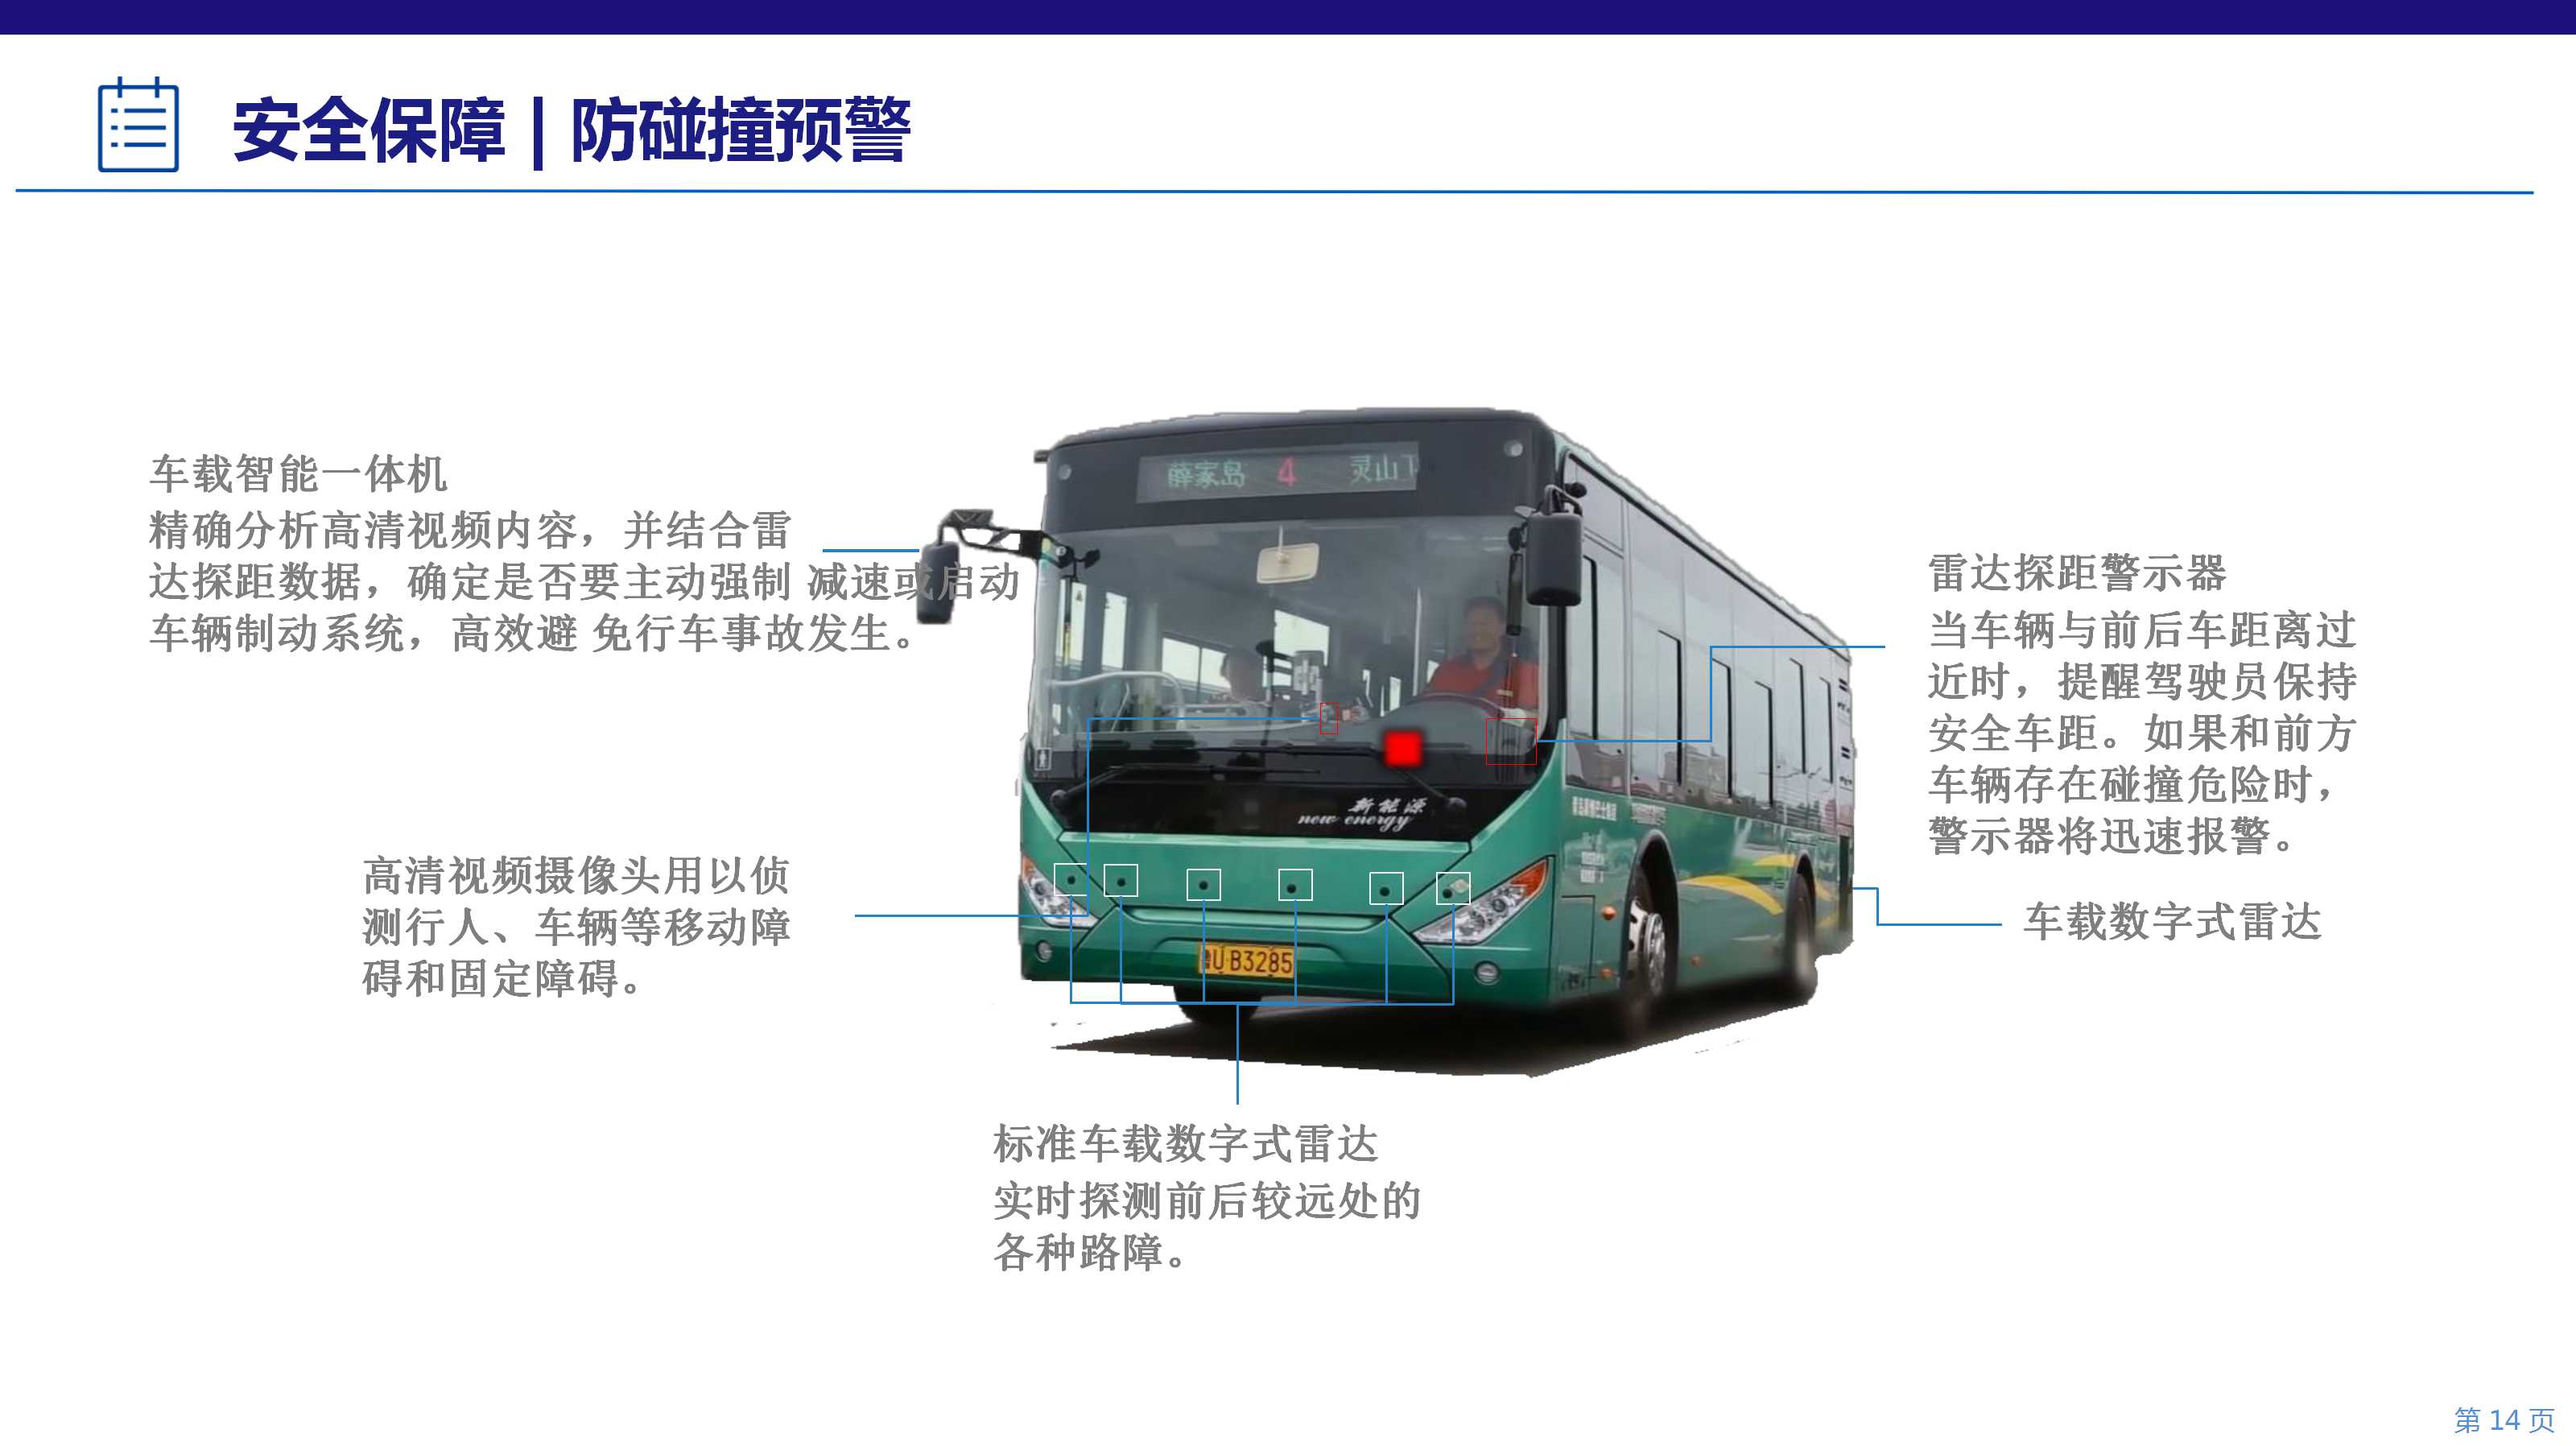 安全保障 | 防碰撞预警
车载智能一体机
精确分析高清视频内容，并结合雷
达探距数据，确定是否要主动强制 减速或启动
车辆制动系统，高效避 免行车事故发生。
高清视频摄像头用以侦
测行人、车辆等移动障
碍和固定障碍。
薛家岛 4 灵山
新能源
new energy
U·B3285
雷达探距警示器
当车辆与前后车距离过
近时，提醒驾驶员保持
安全车距。如果和前方
车辆存在碰撞危险时，
警示器将迅速报警。
车载数字式雷达
标准车载数字式雷达
实时探测前后较远处的
各种路障。
第 14 页